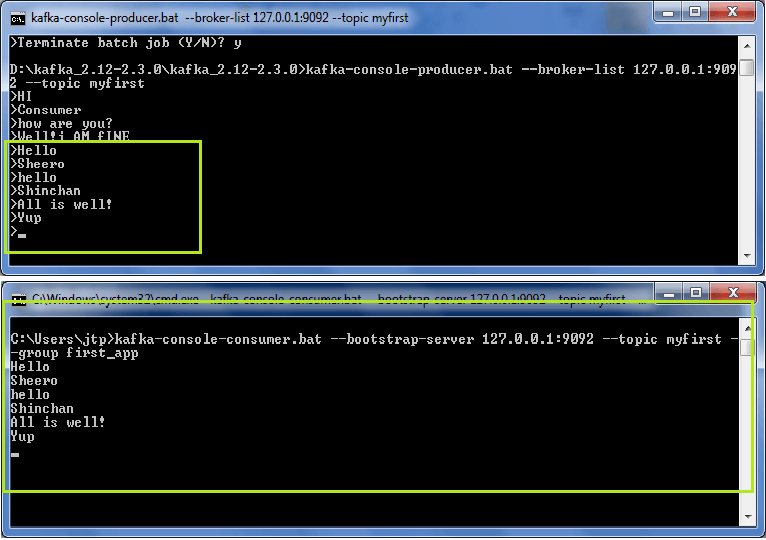 kafka-console-producer.bat --broker-list 127.0.0.1:9092 --topic myfirst
>Terminate batch job (Y/N)? y
D:\kafka_2.12-2.3.0\kafka_2.12-2.3.0>kafka-console-producer.bat --broker-list 127.0.0.1:909
2 --topic myfirst
>HI
>Consumer
>how are you?
>Well!i AM fINE
>Hello
>Sheero
>hello
>Shinchan
>All is well!
>Yup
>
C:\Windows\system32\cmd.exe - kafka-console-consumer.bat --bootstrap-server 127.0.0.1:9092 --topic myfirst ...
C:\Users\jtp>kafka-console-consumer.bat --bootstrap-server 127.0.0.1:9092 --topic myfirst -
-group first_app
Hello
Sheero
hello
Shinchan
All is well!
Yup